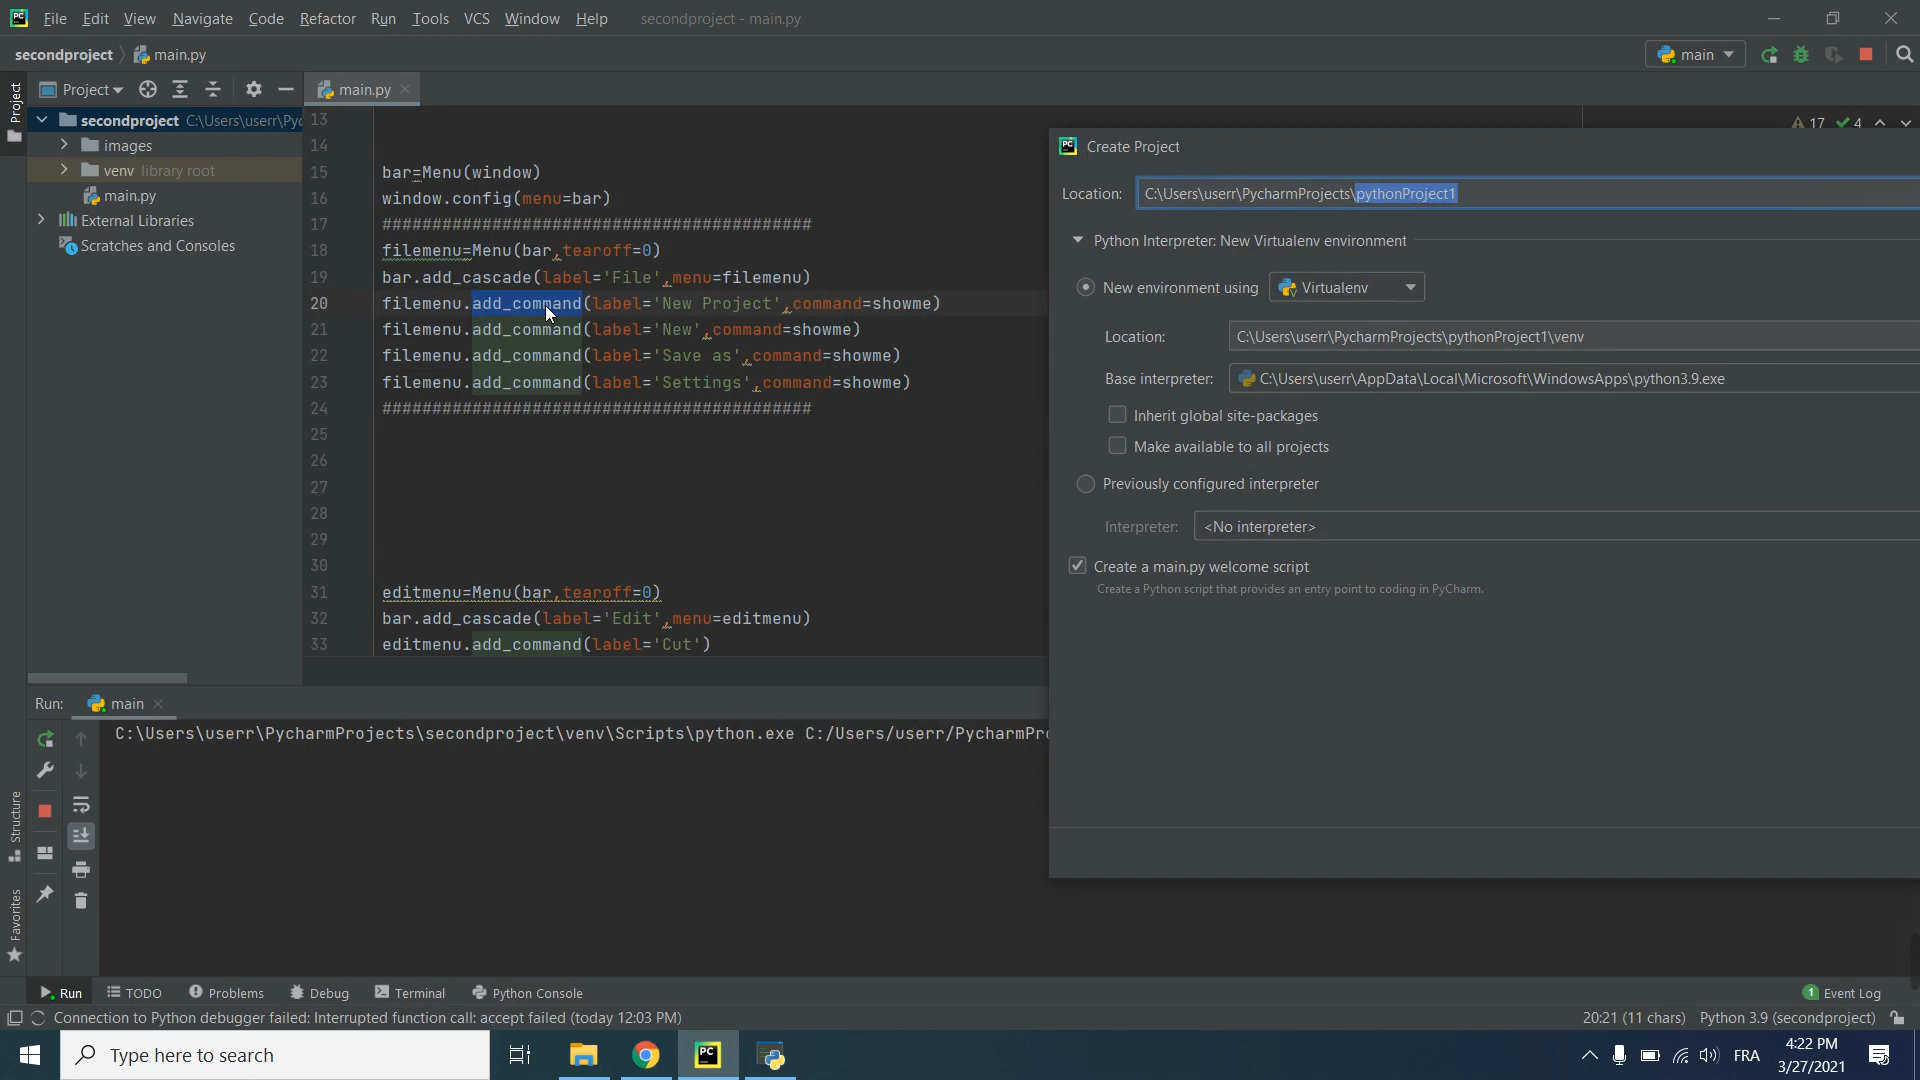 File Edit View Navigate Code Refactor Run Tools VCS Window Help secondproject - main.py
secondproject main.py
main
Project
Project
main.py
secondproject C:\Users\userr\Pyc
images
venv library root
main.py
External Libraries
Scratches and Consoles
13
14
15 bar=Menu(window)
16 window.config(menu=bar)
17 ###########################################
18 filemenu=Menu(bar,tearoff=0)
19 bar.add_cascade(label='File',menu=filemenu)
20 filemenu.add_command(label='New Project',command=showme)
21 filemenu.add_command(label='New',command=showme)
22 filemenu.add_command(label='Save as',command=showme)
23 filemenu.add_command(label='Settings',command=showme)
24 ###########################################
25
26
27
28
29
30
31 editmenu=Menu(bar,tearoff=0)
32 bar.add_cascade(label='Edit',menu=editmenu)
33 editmenu.add_command(label='Cut')
17 4
Create Project
Location: C:\Users\userr\PycharmProjects\pythonProject1
Python Interpreter: New Virtualenv environment
New environment using Virtualenv
Location: C:\Users\userr\PycharmProjects\pythonProject1\venv
Base interpreter: C:\Users\userr\AppData\Local\Microsoft\WindowsApps\python3.9.exe
Inherit global site-packages
Make available to all projects
Previously configured interpreter
Interpreter: <No interpreter>
Create a main.py welcome script
Create a Python script that provides an entry point to coding in PyCharm.
Run: main
C:\Users\userr\PycharmProjects\secondproject\venv\Scripts\python.exe C:/Users/userr/PycharmPro
Structure
Favorites
Run TODO Problems Debug Terminal Python Console 1 Event Log
Connection to Python debugger failed: Interrupted function call: accept failed (today 12:03 PM) 20:21 (11 chars) Python 3.9 (secondproject)
Type here to search
FRA
4:22 PM
3/27/2021